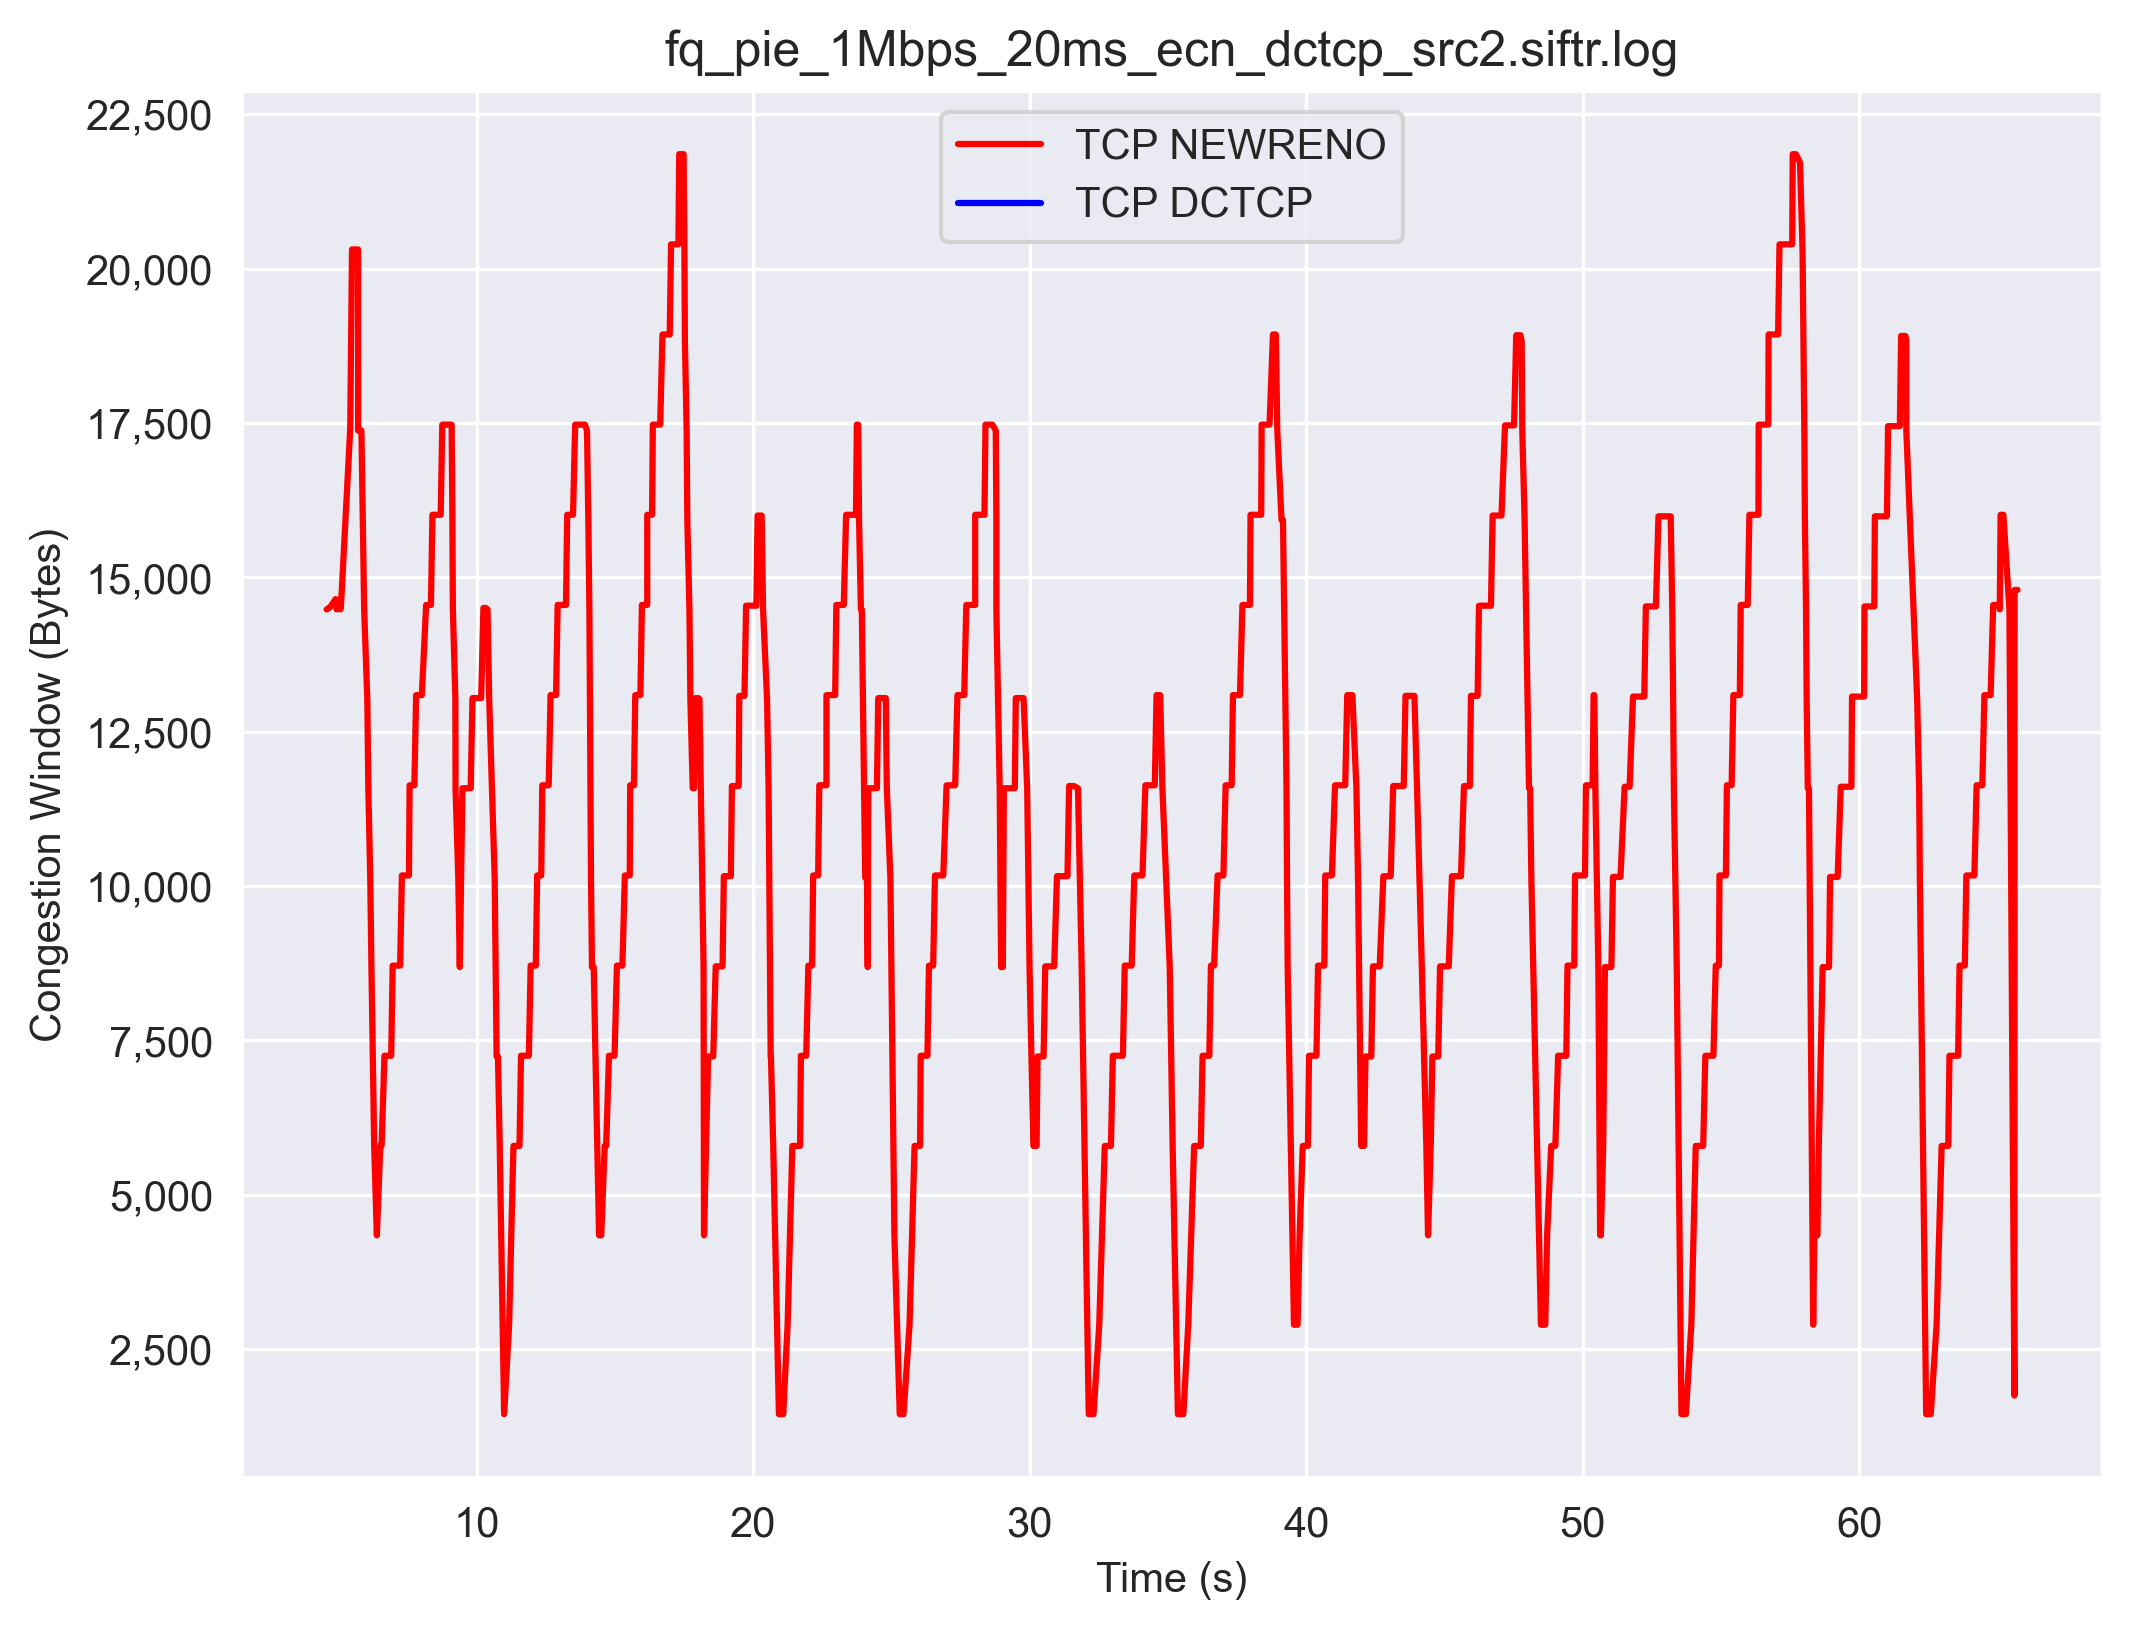 fq_pie_1Mbps_20ms_ecn_dctcp_src2.siftr.log
TCP NEWRENO
TCP DCTCP
Congestion Window (Bytes)
22,500
20,000
17,500
15,000
12,500
10,000
7,500
5,000
2,500
10 20 30 40 50 60
Time (s)